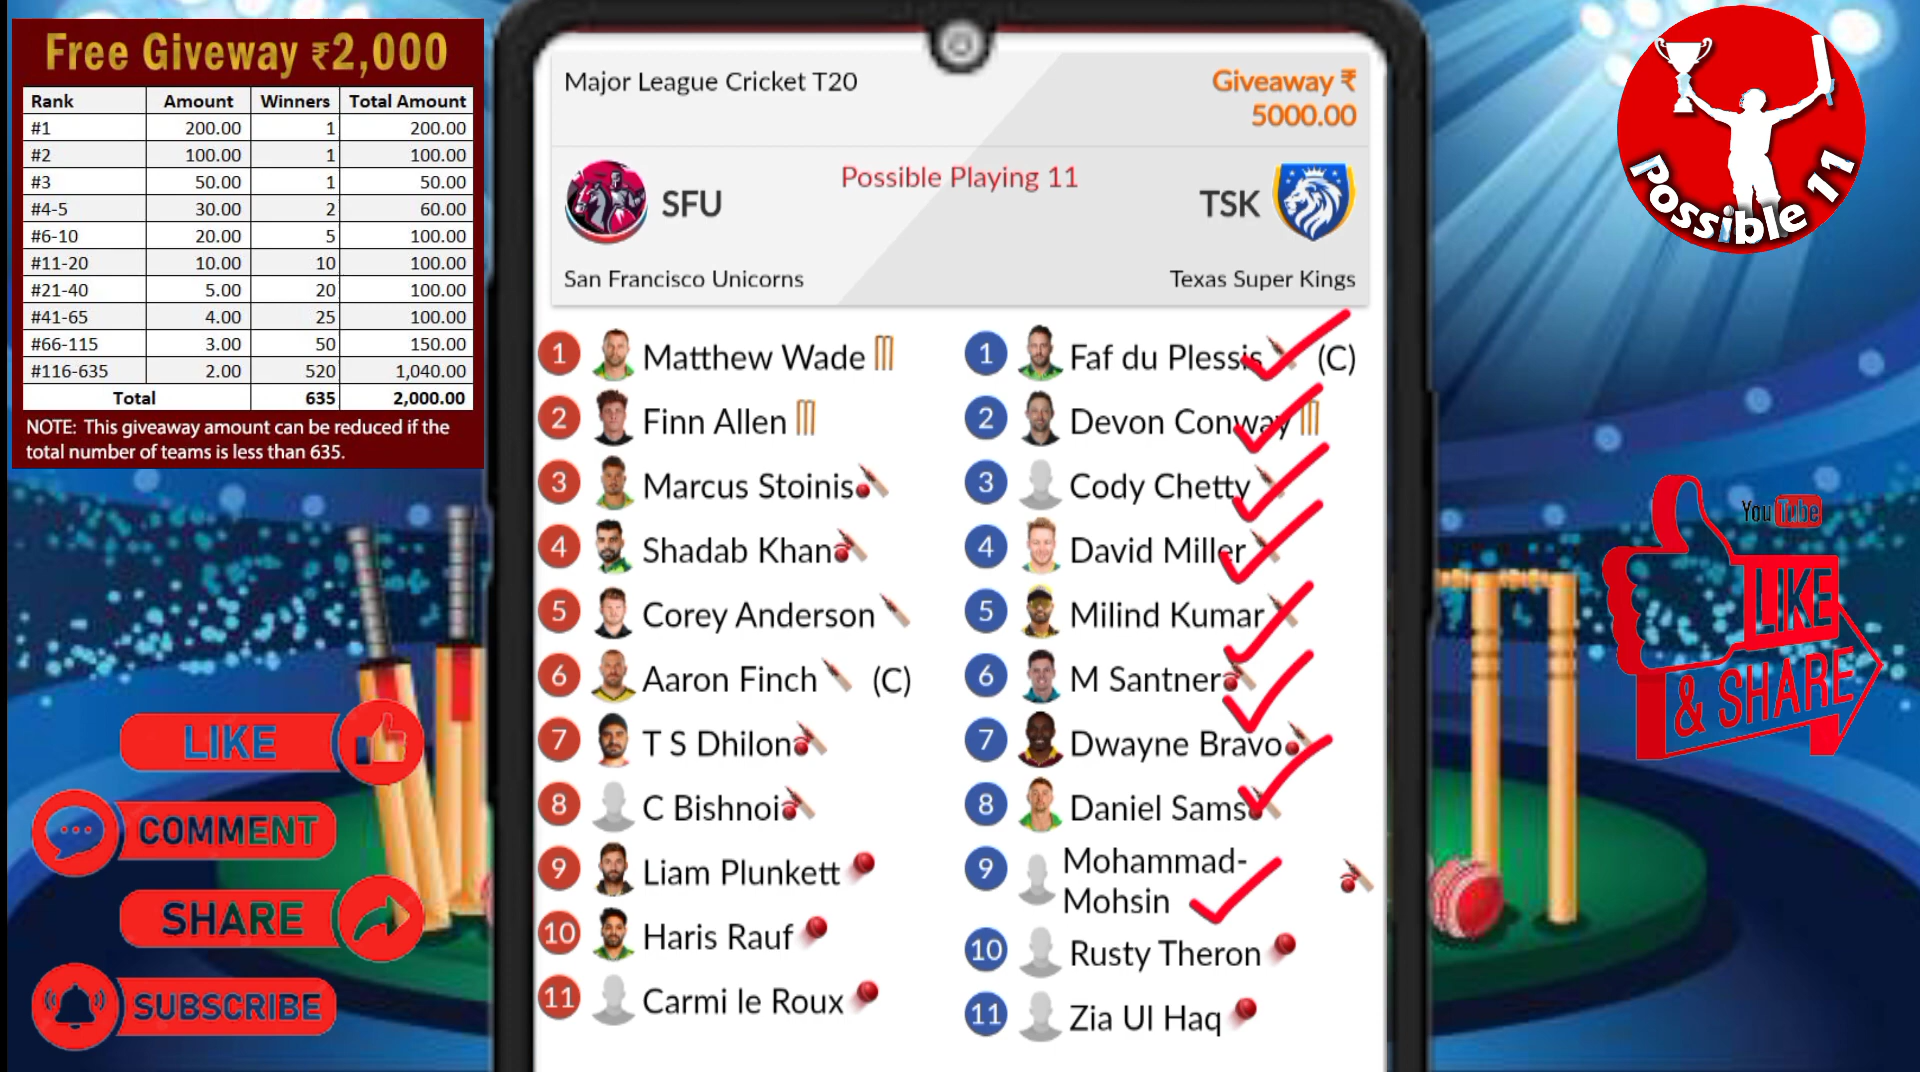 Free Giveway ₹2,000
Rank Amount Winners Total Amount
#1 200.00 1 200.00
#2 100.00 1 100.00
#3 50.00 1 50.00
#4-5 30.00 2 60.00
#6-10 20.00 5 100.00
#11-20 10.00 10 100.00
#21-40 5.00 20 100.00
#41-65 4.00 25 100.00
#66-115 3.00 50 150.00
#116-635 2.00 520 1,040.00
Total 635 2,000.00
NOTE: This giveaway amount can be reduced if the
total number of teams is less than 635.
LIKE
COMMENT
SHARE
SUBSCRIBE
Major League Cricket T20
Giveaway ₹
5000.00
Possible Playing 11
SFU
TSK
San Francisco Unicorns
Texas Super Kings
1 Matthew Wade
2 Finn Allen
3 Marcus Stoinis
4 Shadab Khan
5 Corey Anderson
6 Aaron Finch (C)
7 T S Dhilon
8 C Bishnoi
9 Liam Plunkett
10 Haris Rauf
11 Carmi le Roux
1 Faf du Plessis (C)
2 Devon Conway
3 Cody Chetty
4 David Miller
5 Milind Kumar
6 M Santner
7 Dwayne Bravo
8 Daniel Sams
9 Mohammad-
Mohsin
10 Rusty Theron
11 Zia Ul Haq
Possible 11
YouTube
LIKE
& SHARE